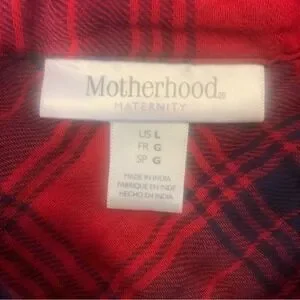 Motherhood®
MATERNITY
US L
FR G
SP G
MADE IN INDIA
FABRIQUE EN INDE
HECHO EN INDIA